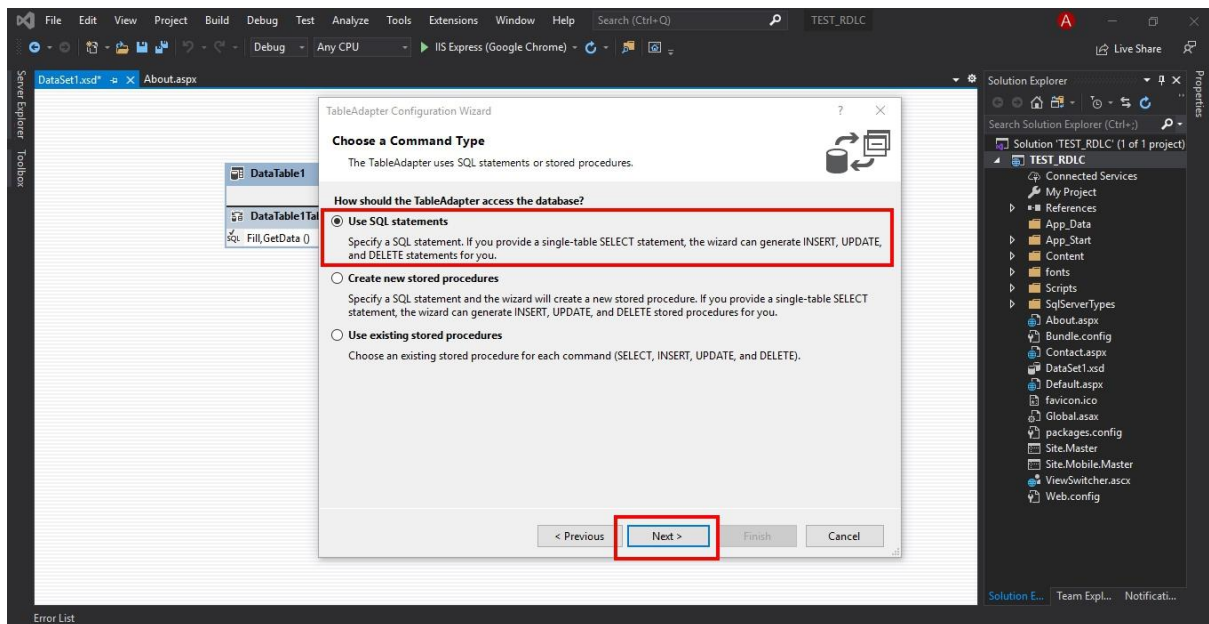 File Edit View Project Build Debug Test Analyze Tools Extensions Window Help Search (Ctrl+Q) TEST_RDLC A
Debug Any CPU IIS Express (Google Chrome) Live Share
Server Explorer
Toolbox
DataSet1.xsd* About.aspx
DataTable1
DataTable1Tal
SQL Fill,GetData ()
TableAdapter Configuration Wizard ?
Choose a Command Type
The TableAdapter uses SQL statements or stored procedures.
How should the TableAdapter access the database?
Use SQL statements
Specify a SQL statement. If you provide a single-table SELECT statement, the wizard can generate INSERT, UPDATE,
and DELETE statements for you.
Create new stored procedures
Specify a SQL statement and the wizard will create a new stored procedure. If you provide a single-table SELECT
statement, the wizard can generate INSERT, UPDATE, and DELETE stored procedures for you.
Use existing stored procedures
Choose an existing stored procedure for each command (SELECT, INSERT, UPDATE, and DELETE).
< Previous Next > Finish Cancel
Solution Explorer
Search Solution Explorer (Ctrl+;)
Solution 'TEST_RDLC' (1 of 1 project)
TEST_RDLC
Connected Services
My Project
References
App_Data
App_Start
Content
fonts
Scripts
SqlServerTypes
About.aspx
Bundle.config
Contact.aspx
DataSet1.xsd
Default.aspx
favicon.ico
Global.asax
packages.config
Site.Master
Site.Mobile.Master
ViewSwitcher.ascx
Web.config
Solution E... Team Expl... Notificati...
Properties
Error List